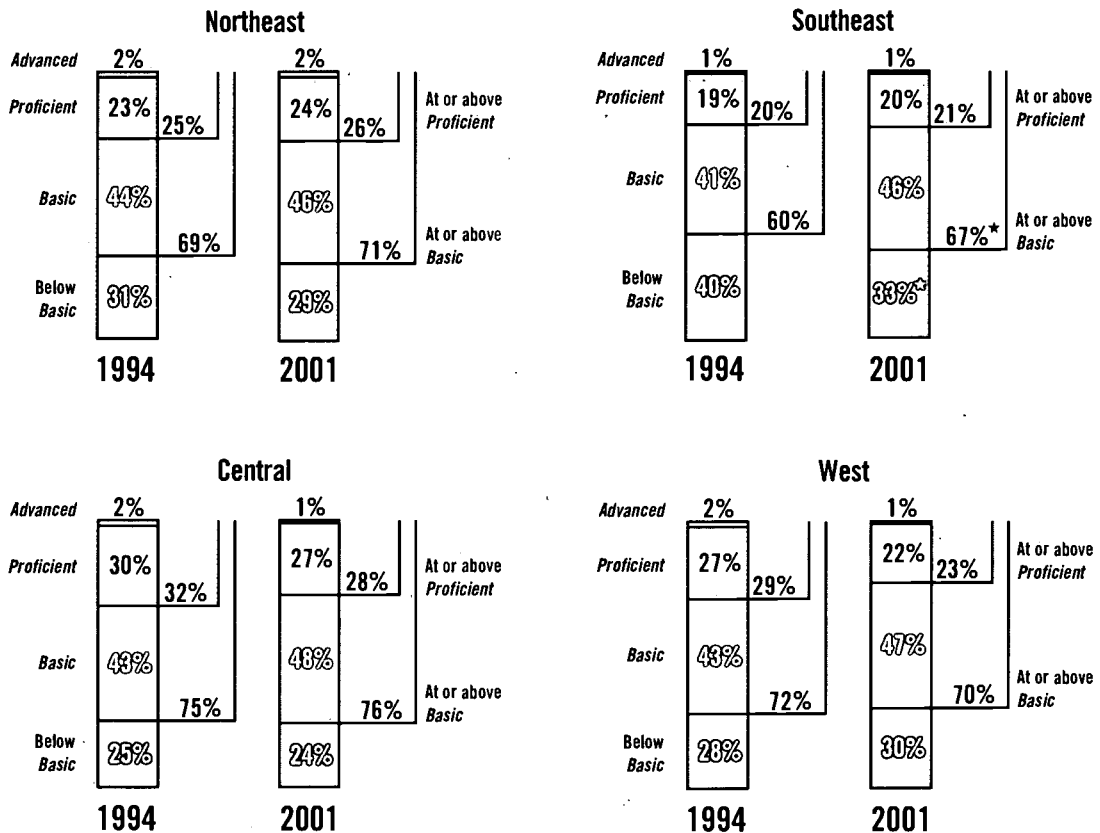 Northeast
Advanced 2% 2%
Proficient 23% 25% 24% 26% At or above Proficient
Basic 44% 69% 46% 71% At or above Basic
Below Basic 31% 29%
1994 2001
Southeast
Advanced 1% 1%
Proficient 19% 20% 20% 21% At or above Proficient
Basic 41% 60% 46% 67%* At or above Basic
Below Basic 40% 33%*
1994 2001
Central
Advanced 2% 1%
Proficient 30% 32% 27% 28% At or above Proficient
Basic 43% 75% 48% 76% At or above Basic
Below Basic 25% 24%
1994 2001
West
Advanced 2% 1%
Proficient 27% 29% 22% 23% At or above Proficient
Basic 43% 72% 47% 70% At or above Basic
Below Basic 28% 30%
1994 2001